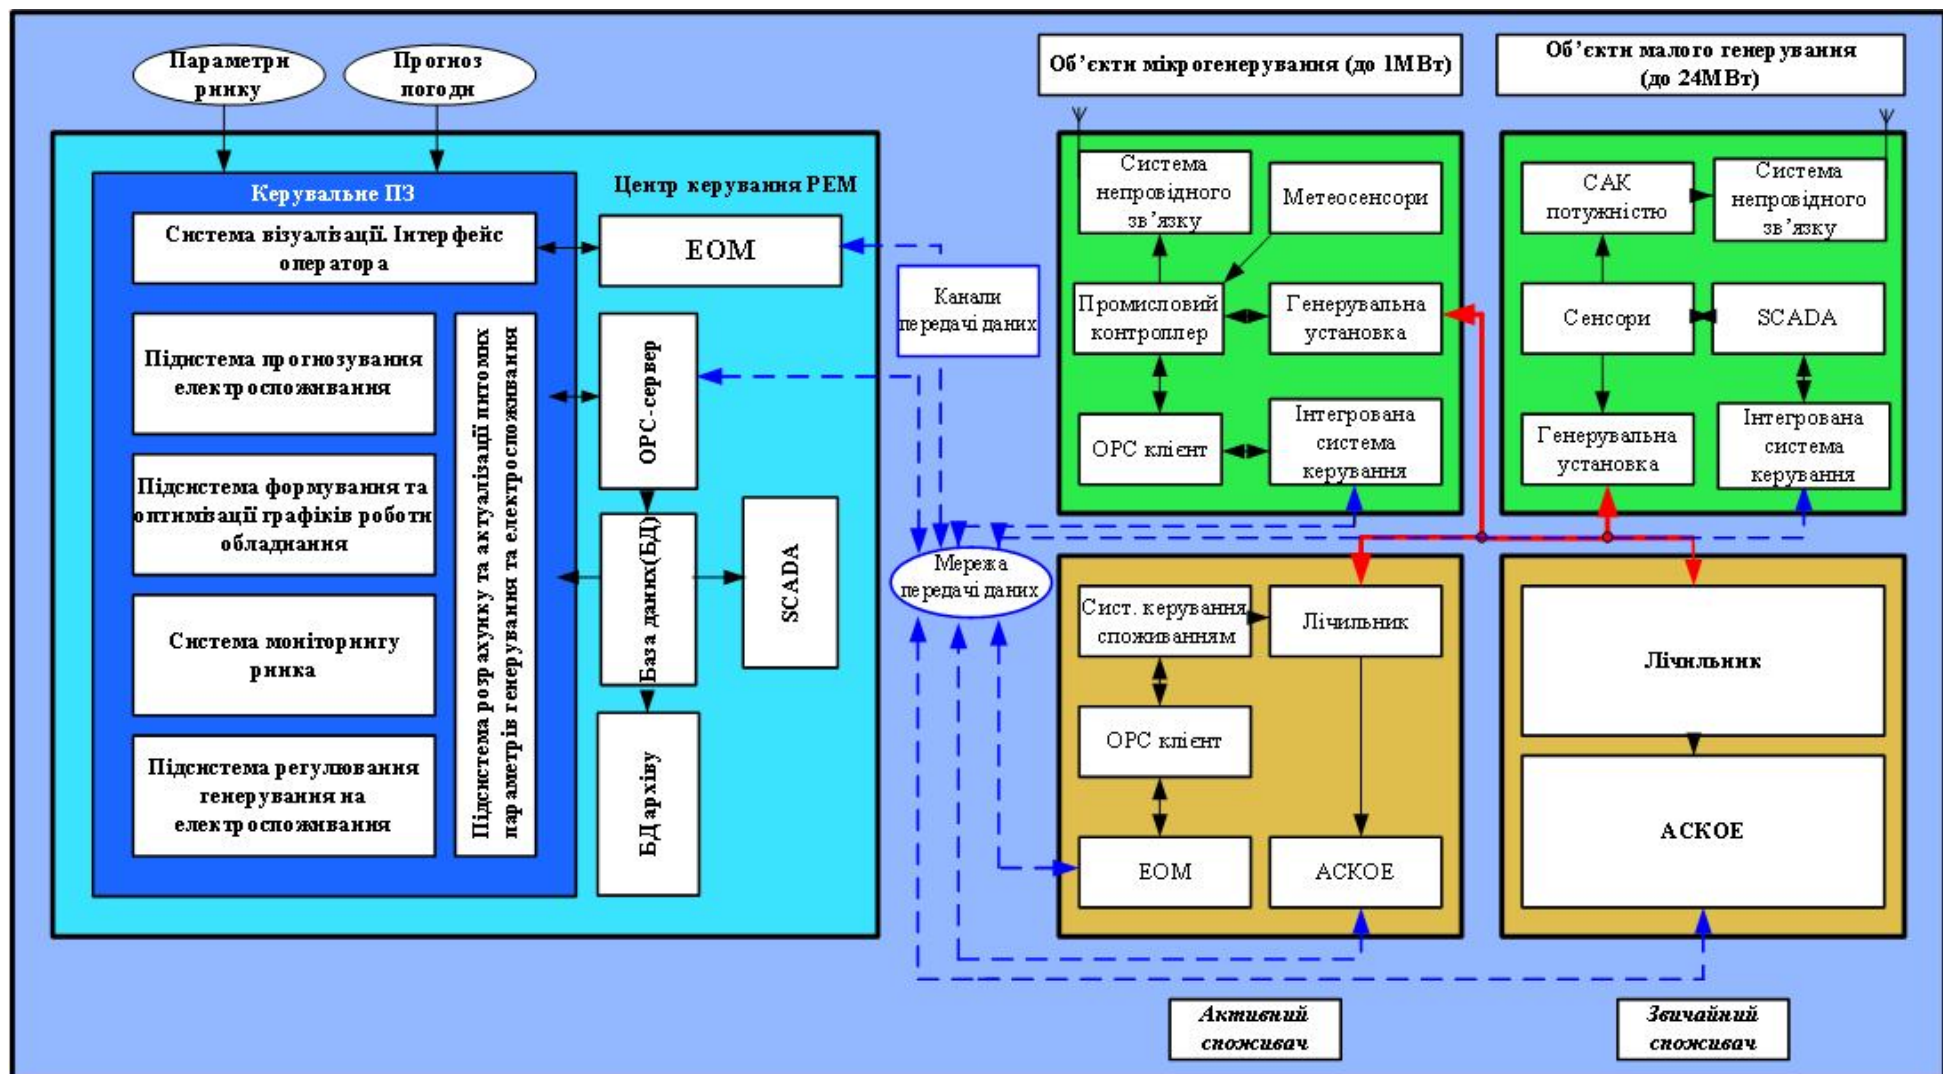 Параметри
ринку
Прогноз
погоди
Об’єкти мікрогенерування (до 1МВт)
Об’єкти малого генерування
(до 24МВт)
Керувальне ПЗ
Центр керування РЕМ
Система візуалізації. Інтерфейс
оператора
ЕОМ
Підистема прогнозування
електроспоживання
Підсистема формування та
оптимізації графіків роботи
обладнання
Система моніторингу
ринка
Підсистема регулювання
генерування на
електроспоживання
Підсистема розрахунку та актуалізації питомих
параметрів генерування та електроспоживання
ОРС-сервер
База даних(БД)
SCADA
БД архіву
Канали
передачі даних
Мережа
передачі даних
Система
непровідного
зв’язку
Метеосенсори
Промисловий
контроллер
Генерувальна
установка
ОРС клієнт
Інтегрована
система
керування
САК
потужністю
Система
непровідного
зв’язку
Сенсори
SCADA
Генерувальна
установка
Інтегрована
система
керування
Сист. керування
споживанням
Лічильник
ОРС клієнт
ЕОМ
АСКОЕ
Лічильник
АСКОЕ
Активний
споживач
Звичайний
споживач